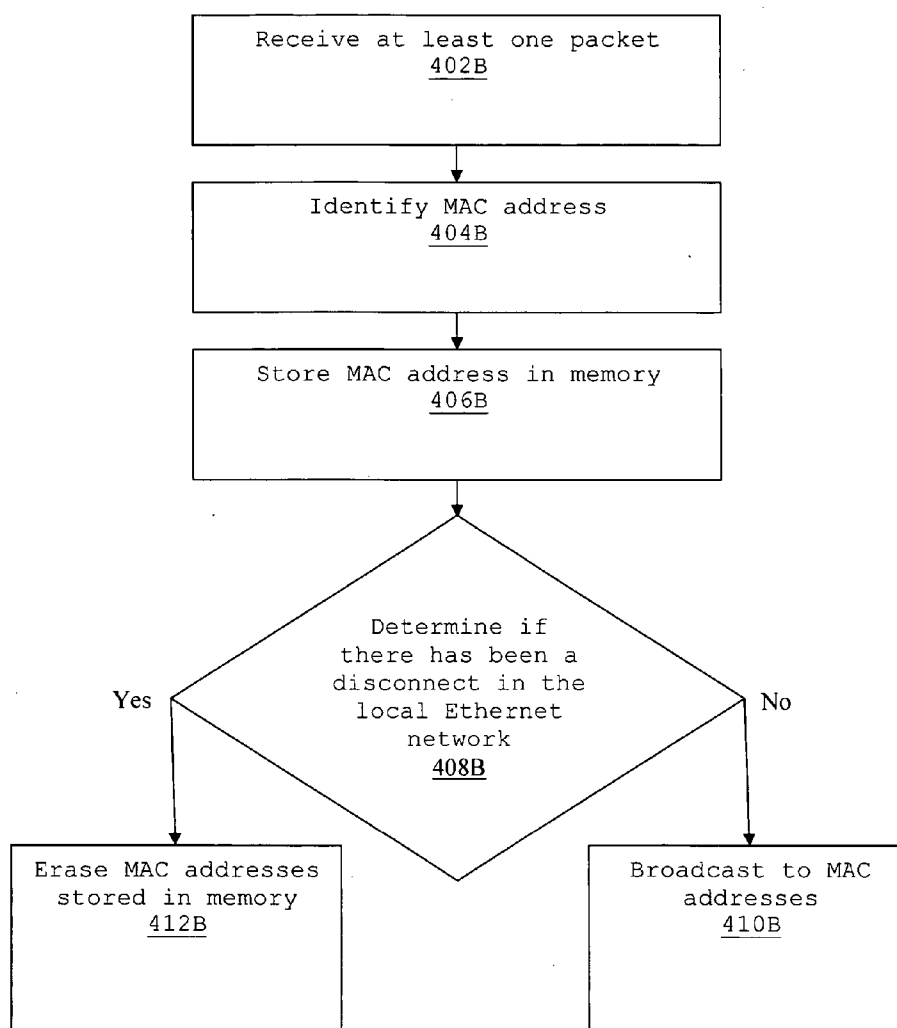 Receive at least one packet
402B
Identify MAC address
404B
Store MAC address in memory
406B
Determine if
there has been a
disconnect in the
local Ethernet
network
408B
Yes
No
Erase MAC addresses
stored in memory
412B
Broadcast to MAC
addresses
410B